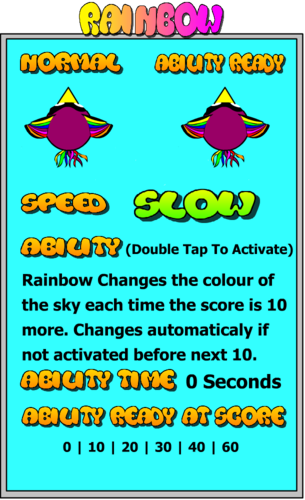 RAINBOW
NORMAL ABILITY READY
SPEED SLOW
ABILITY (Double Tap To Activate)
Rainbow Changes the colour of
the sky each time the score is 10
more. Changes automaticaly if
not activated before next 10.
ABILITY TIME 0 Seconds
ABILITY READY AT SCORE
0 | 10 | 20 | 30 | 40 | 60